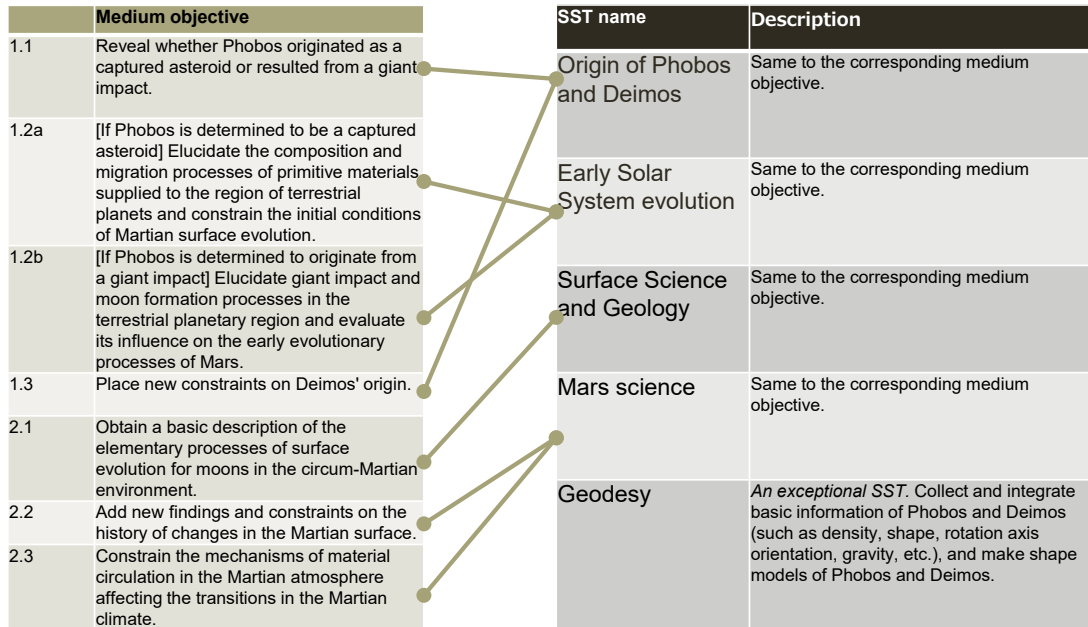 Medium objective
1.1
Reveal whether Phobos originated as a
captured asteroid or resulted from a giant
impact.
1.2a
[If Phobos is determined to be a captured
asteroid] Elucidate the composition and
migration processes of primitive materials
supplied to the region of terrestrial
planets and constrain the initial conditions
of Martian surface evolution.
1.2b
[If Phobos is determined to originate from
a giant impact] Elucidate giant impact and
moon formation processes in the
terrestrial planetary region and evaluate
its influence on the early evolutionary
processes of Mars.
1.3
Place new constraints on Deimos' origin.
2.1
Obtain a basic description of the
elementary processes of surface
evolution for moons in the circum-Martian
environment.
2.2
Add new findings and constraints on the
history of changes in the Martian surface.
2.3
Constrain the mechanisms of material
circulation in the Martian atmosphere
affecting the transitions in the Martian
climate.
SST name
Description
Origin of Phobos
and Deimos
Same to the corresponding medium
objective.
Early Solar
System evolution
Same to the corresponding medium
objective.
Surface Science
and Geology
Same to the corresponding medium
objective.
Mars science
Same to the corresponding medium
objective.
Geodesy
An exceptional SST. Collect and integrate
basic information of Phobos and Deimos
(such as density, shape, rotation axis
orientation, gravity, etc.), and make shape
models of Phobos and Deimos.